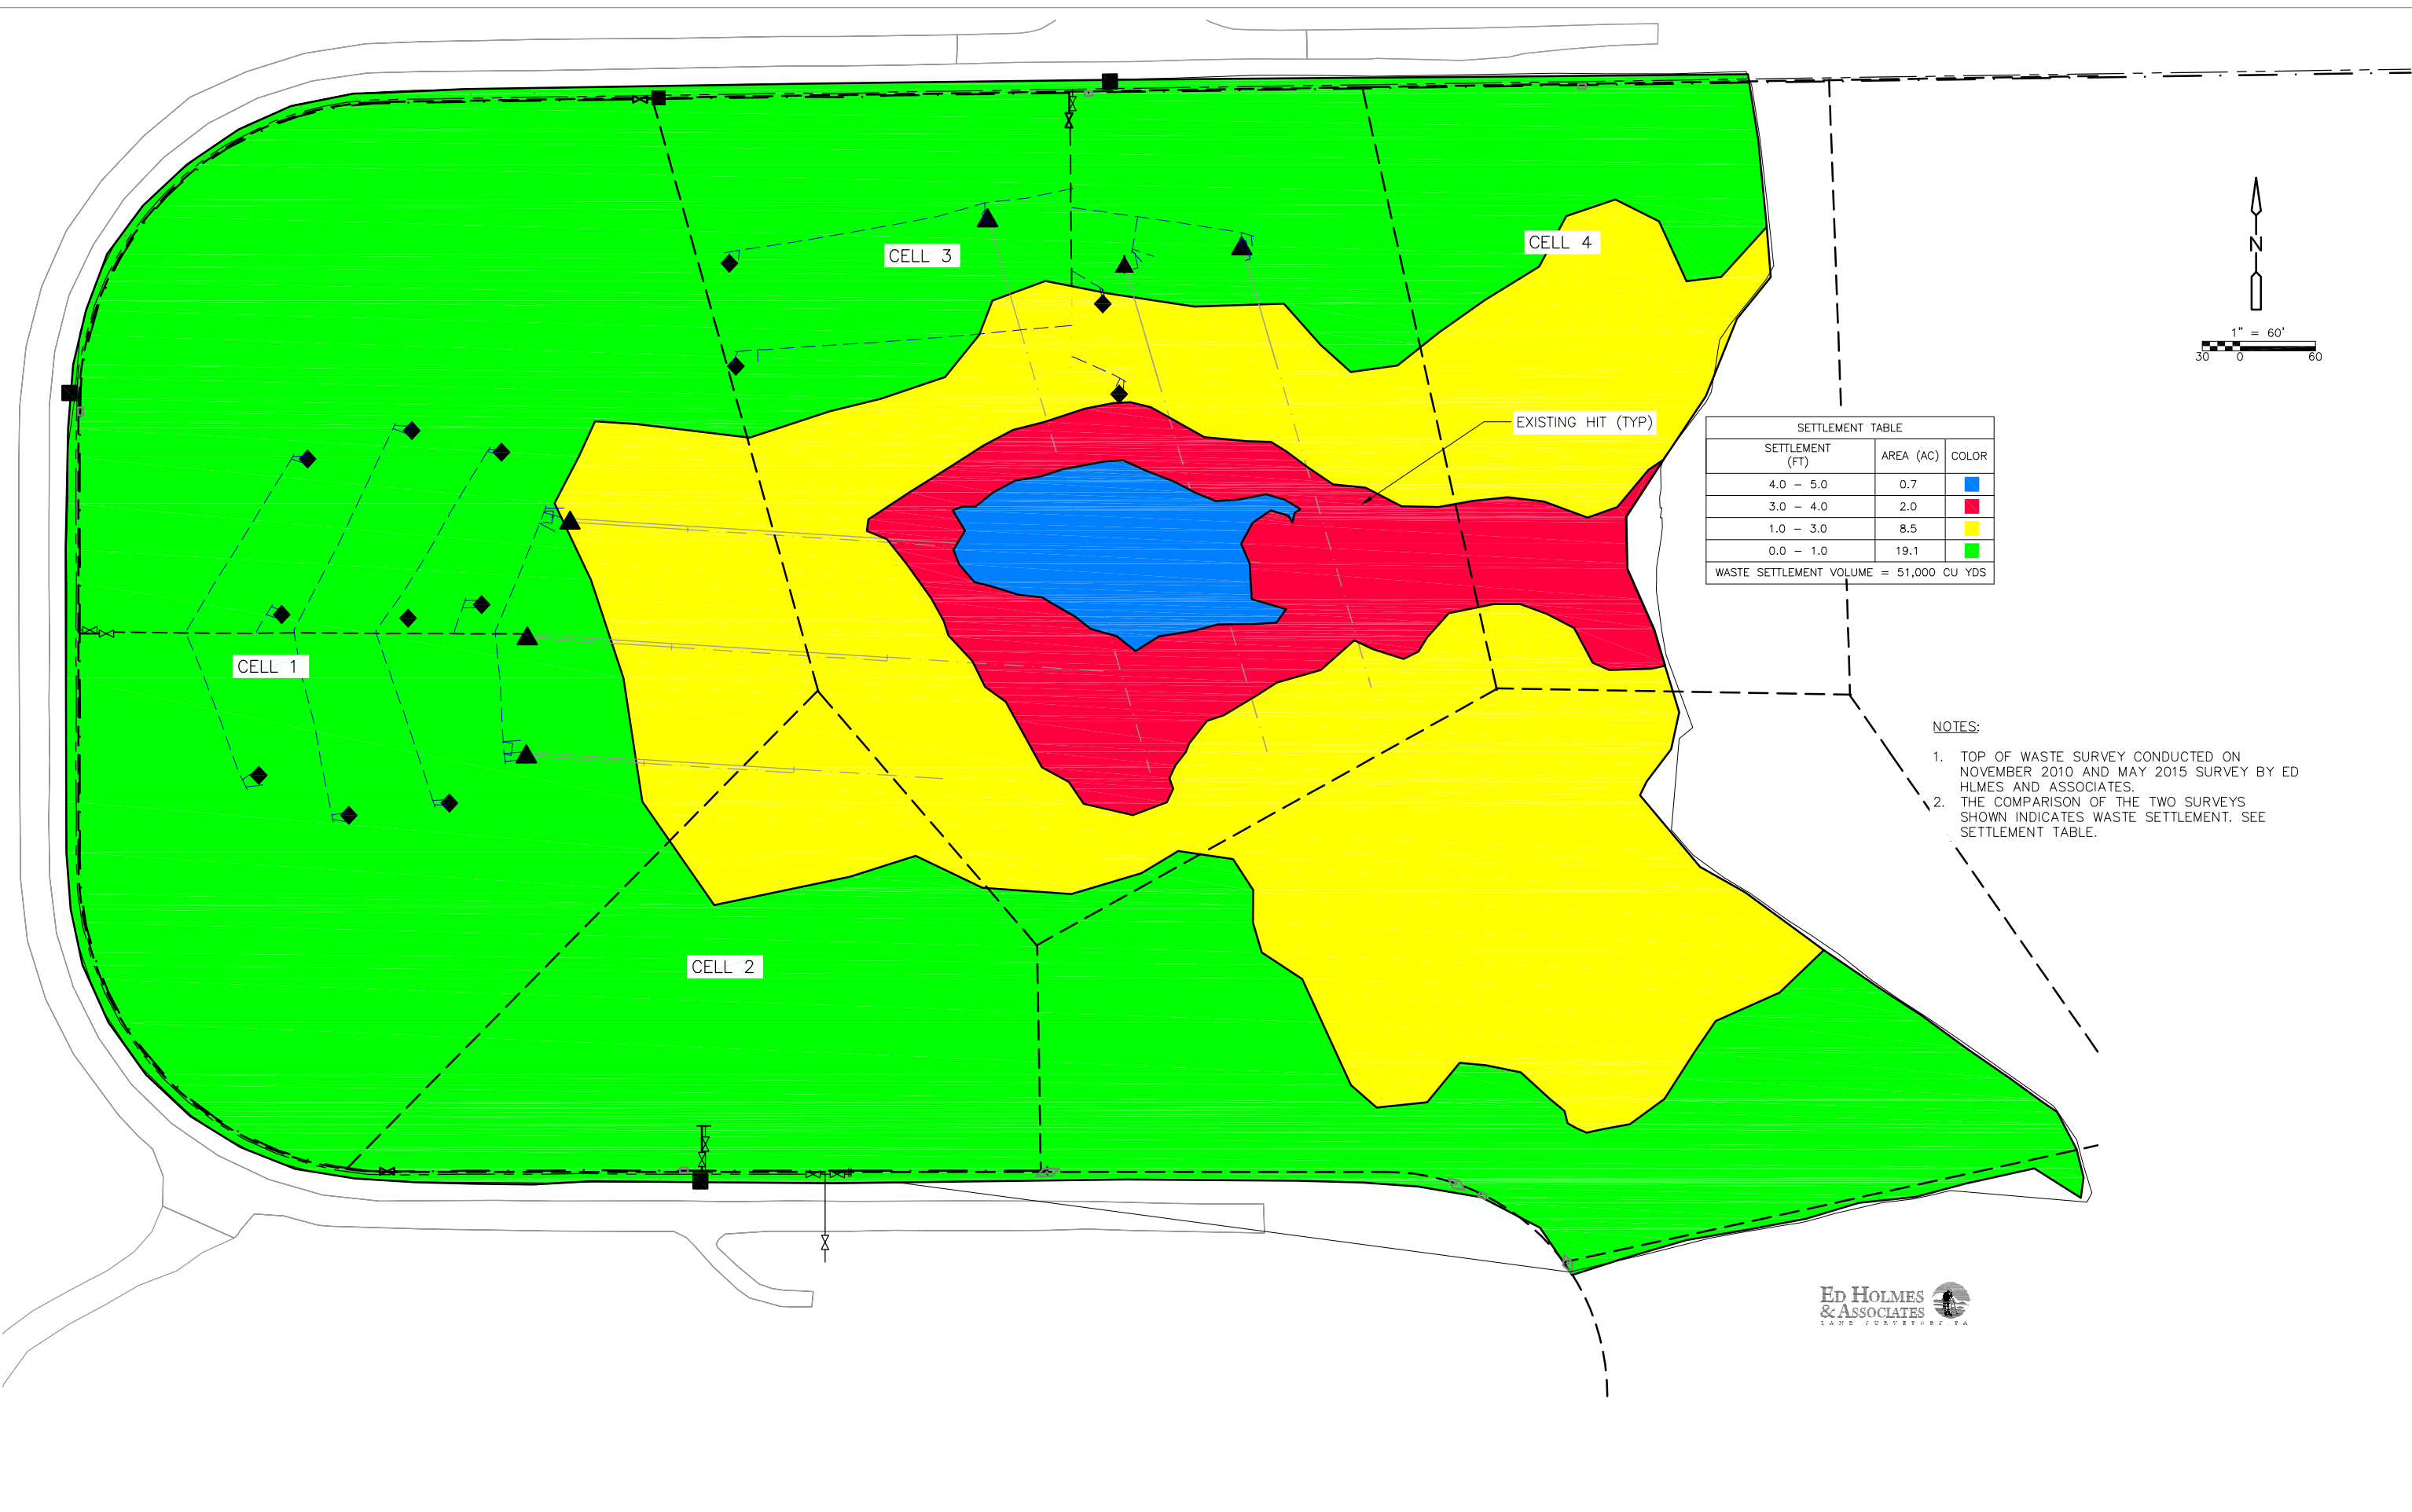 CELL 3
CELL 4
N
1" = 60'
30 0 60
EXISTING HIT (TYP)
SETTLEMENT TABLE
SETTLEMENT (FT) AREA (AC) COLOR
4.0 – 5.0 0.7
3.0 – 4.0 2.0
1.0 – 3.0 8.5
0.0 – 1.0 19.1
WASTE SETTLEMENT VOLUME = 51,000 CU YDS
CELL 1
NOTES:
1. TOP OF WASTE SURVEY CONDUCTED ON
NOVEMBER 2010 AND MAY 2015 SURVEY BY ED
HLMES AND ASSOCIATES.
2. THE COMPARISON OF THE TWO SURVEYS
SHOWN INDICATES WASTE SETTLEMENT. SEE
SETTLEMENT TABLE.
CELL 2
ED HOLMES
& ASSOCIATES
LAND SURVEYORS PA